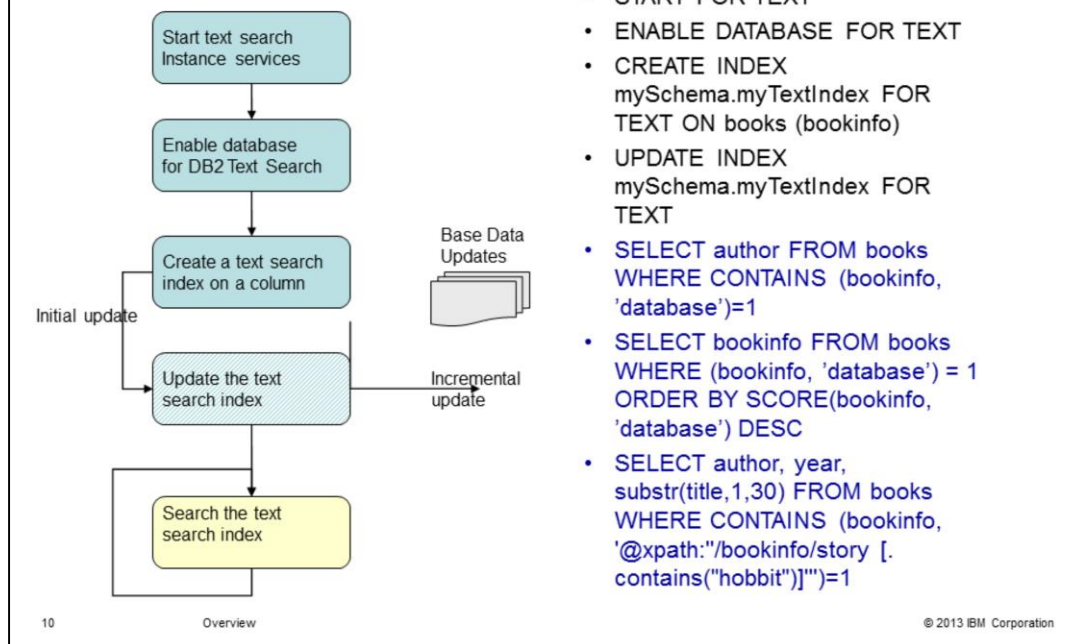 Start text search
Instance services
Enable database
for DB2 Text Search
Create a text search
index on a column
Base Data
Updates
Initial update
Update the text
search index
Incremental
update
Search the text
search index
• START FOR TEXT
• ENABLE DATABASE FOR TEXT
• CREATE INDEX
mySchema.myTextIndex FOR
TEXT ON books (bookinfo)
• UPDATE INDEX
mySchema.myTextIndex FOR
TEXT
• SELECT author FROM books
WHERE CONTAINS (bookinfo,
’database’)=1
• SELECT bookinfo FROM books
WHERE (bookinfo, ’database’) = 1
ORDER BY SCORE(bookinfo,
’database’) DESC
• SELECT author, year,
substr(title,1,30) FROM books
WHERE CONTAINS (bookinfo,
'@xpath:''/bookinfo/story [.
contains("hobbit")]''')=1
10 Overview © 2013 IBM Corporation